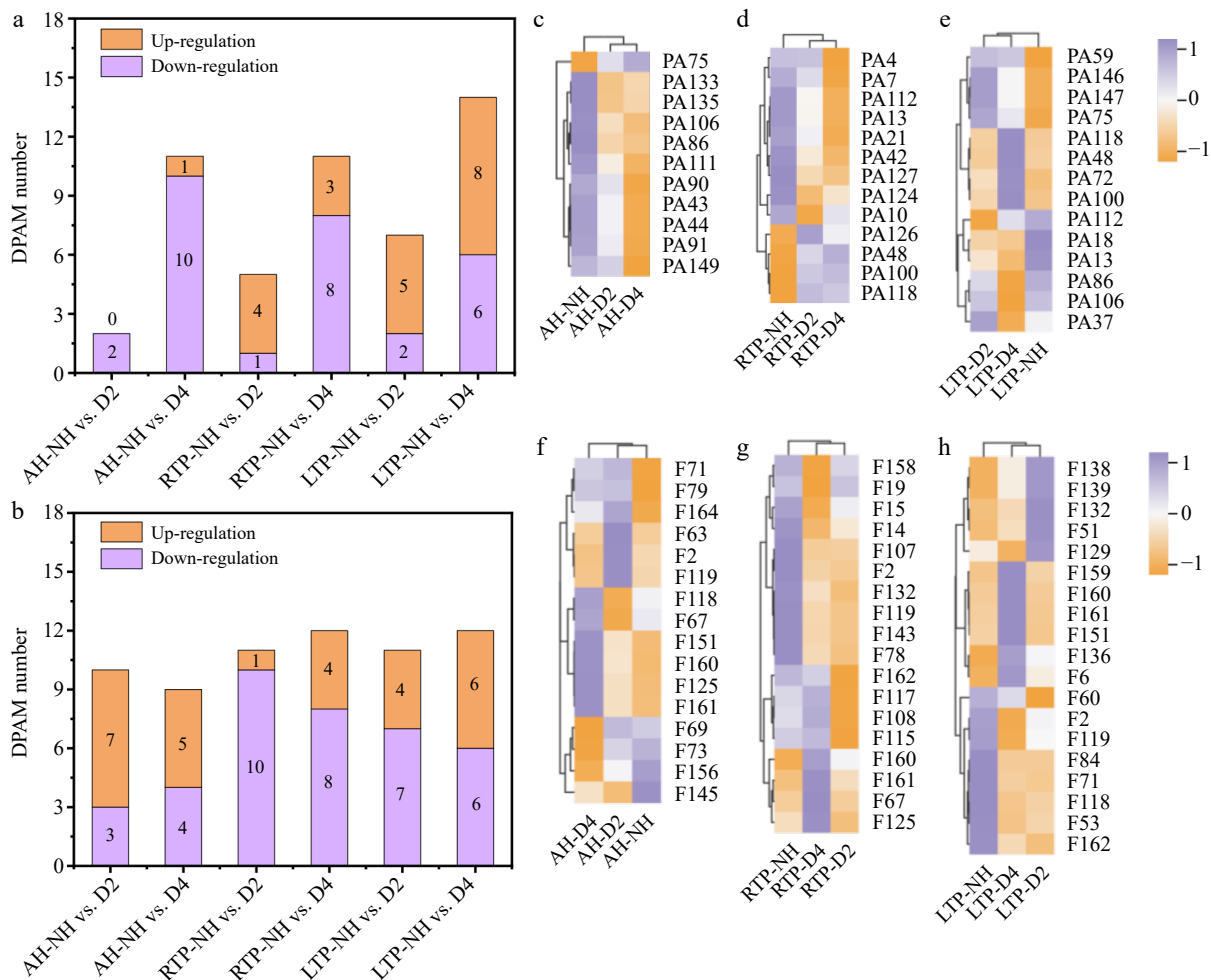 a
DPAM number
18
15
12
9
6
3
0
Up-regulation
Down-regulation
0
2
1
10
4
1
3
8
5
2
8
6
AH-NH vs. D2
AH-NH vs. D4
RTP-NH vs. D2
RTP-NH vs. D4
LTP-NH vs. D2
LTP-NH vs. D4
c
PA75
PA133
PA135
PA106
PA86
PA111
PA90
PA43
PA44
PA91
PA149
AH-NH
AH-D2
AH-D4
d
PA4
PA7
PA112
PA13
PA21
PA42
PA127
PA124
PA10
PA126
PA48
PA100
PA118
RTP-NH
RTP-D2
RTP-D4
e
PA59
PA146
PA147
PA75
PA118
PA48
PA72
PA100
PA112
PA18
PA13
PA86
PA106
PA37
LTP-D2
LTP-D4
LTP-NH
1
0
−1
b
DPAM number
18
15
12
9
6
3
0
Up-regulation
Down-regulation
7
3
5
4
1
10
4
8
4
7
6
6
AH-NH vs. D2
AH-NH vs. D4
RTP-NH vs. D2
RTP-NH vs. D4
LTP-NH vs. D2
LTP-NH vs. D4
f
F71
F79
F164
F63
F2
F119
F118
F67
F151
F160
F125
F161
F69
F73
F156
F145
AH-D4
AH-D2
AH-NH
g
F158
F19
F15
F14
F107
F2
F132
F119
F143
F78
F162
F117
F108
F115
F160
F161
F67
F125
RTP-NH
RTP-D4
RTP-D2
h
F138
F139
F132
F51
F129
F159
F160
F161
F151
F136
F6
F60
F2
F119
F84
F71
F118
F53
F162
LTP-NH
LTP-D4
LTP-D2
1
0
−1